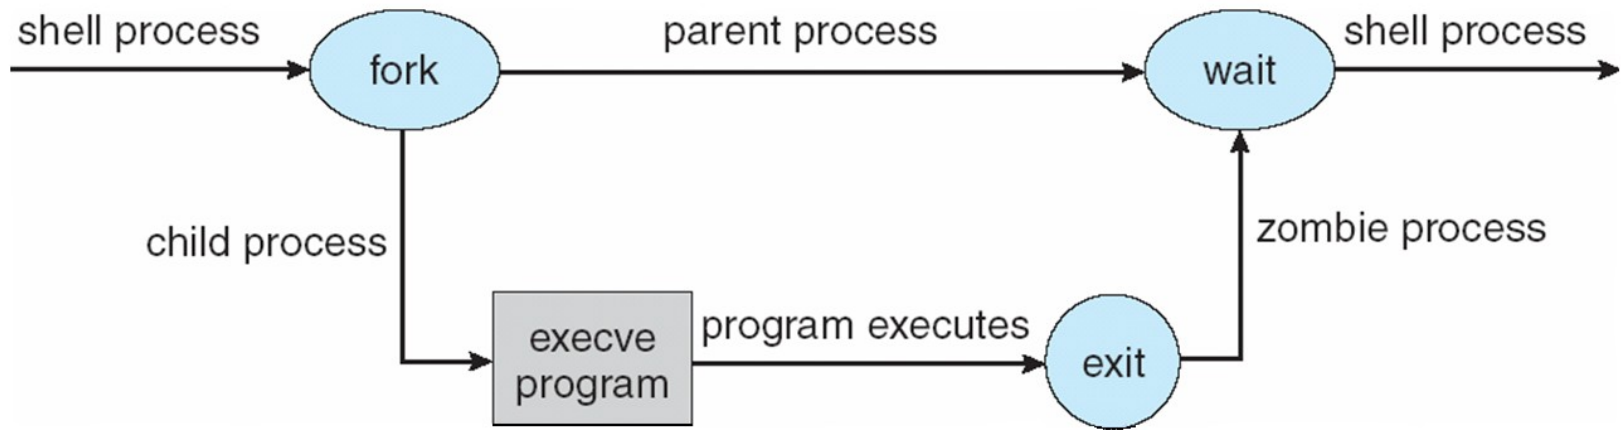 shell process
fork
parent process
wait
shell process
child process
zombie process
execve
program
program executes
exit